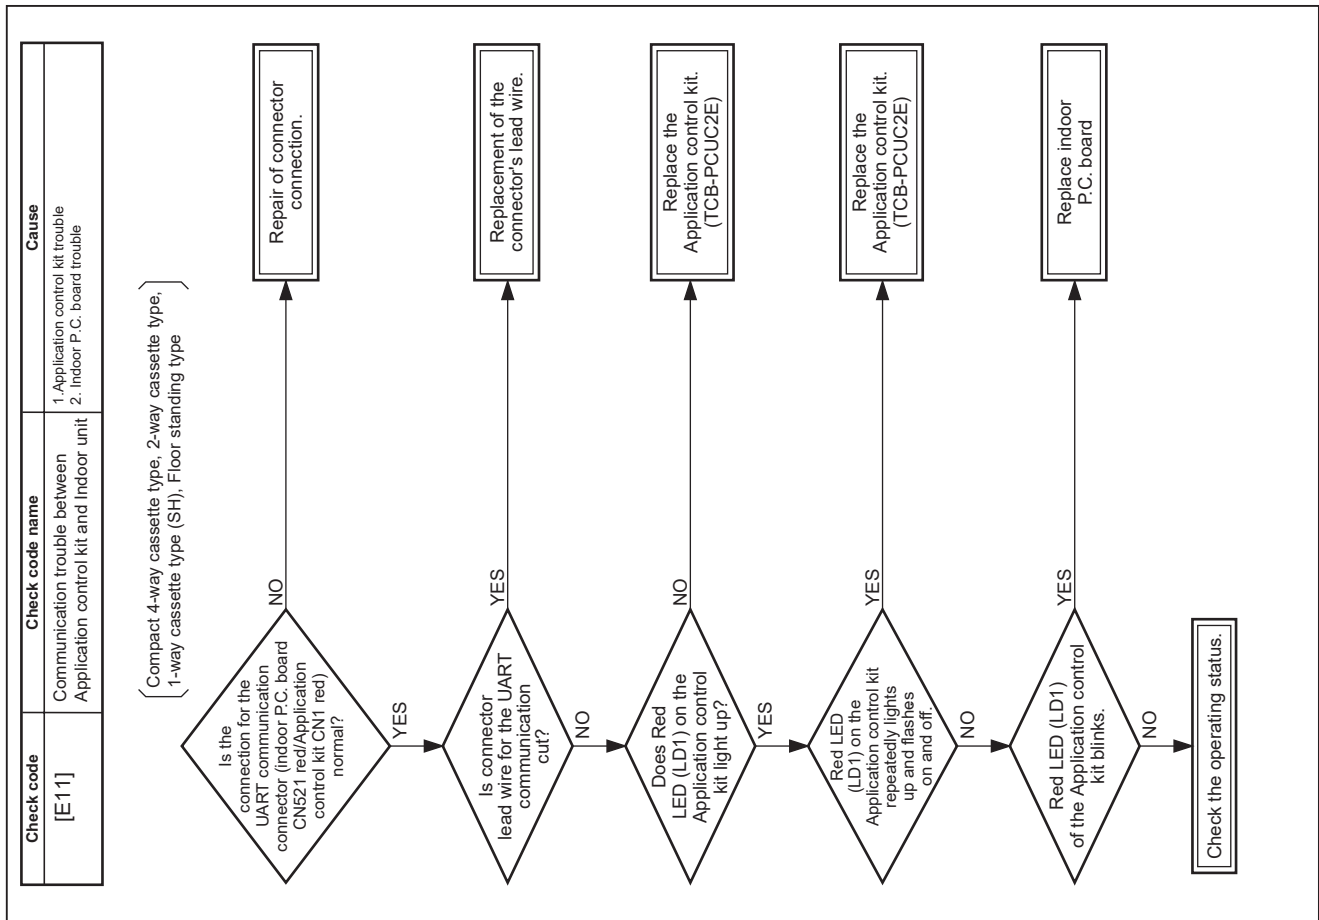 Check code
Check code name
Cause
[E11]
Communication trouble between
Application control kit and Indoor unit
1.Application control kit trouble
2. Indoor P.C. board trouble
Compact 4-way cassette type, 2-way cassette type,
1-way cassette type (SH), Floor standing type
Is the
connection for the
UART communication
connector (indoor P.C. board
CN521 red/Application
control kit CN1 red)
normal?
NO
Repair of connector
connection.
YES
Is connector
lead wire for the UART
communication
cut?
YES
Replacement of the
connector's lead wire.
NO
Does Red
LED (LD1) on the
Application control
kit light up?
NO
Replace the
Application control kit.
(TCB-PCUC2E)
YES
Red LED
(LD1) on the
Application control kit
repeatedly lights
up and flashes
on and off.
YES
Replace the
Application control kit.
(TCB-PCUC2E)
NO
Red LED (LD1)
of the Application control
kit blinks.
YES
Replace indoor
P.C. board
NO
Check the operating status.